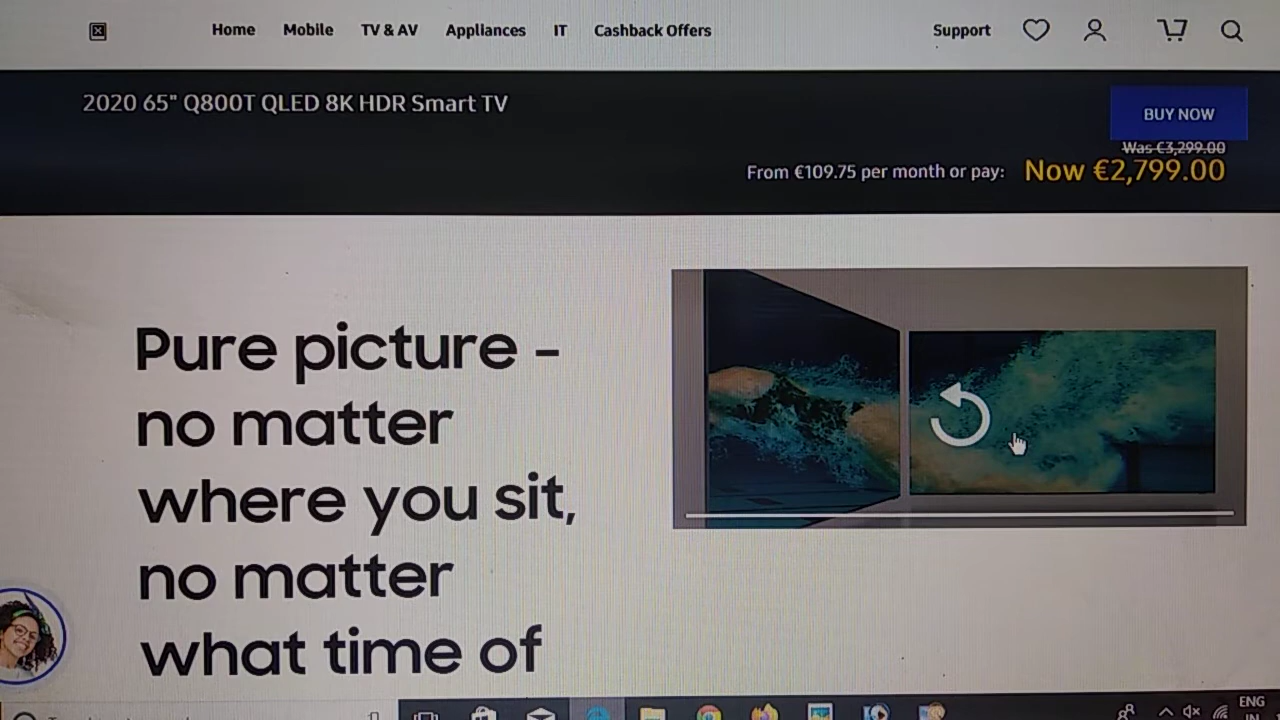 Home Mobile TV & AV Appliances IT Cashback Offers Support
2020 65" Q800T QLED 8K HDR Smart TV
BUY NOW
Was €3,299.00
From €109.75 per month or pay: Now €2,799.00
Pure picture -
no matter
where you sit,
no matter
what time of
ENG
IN